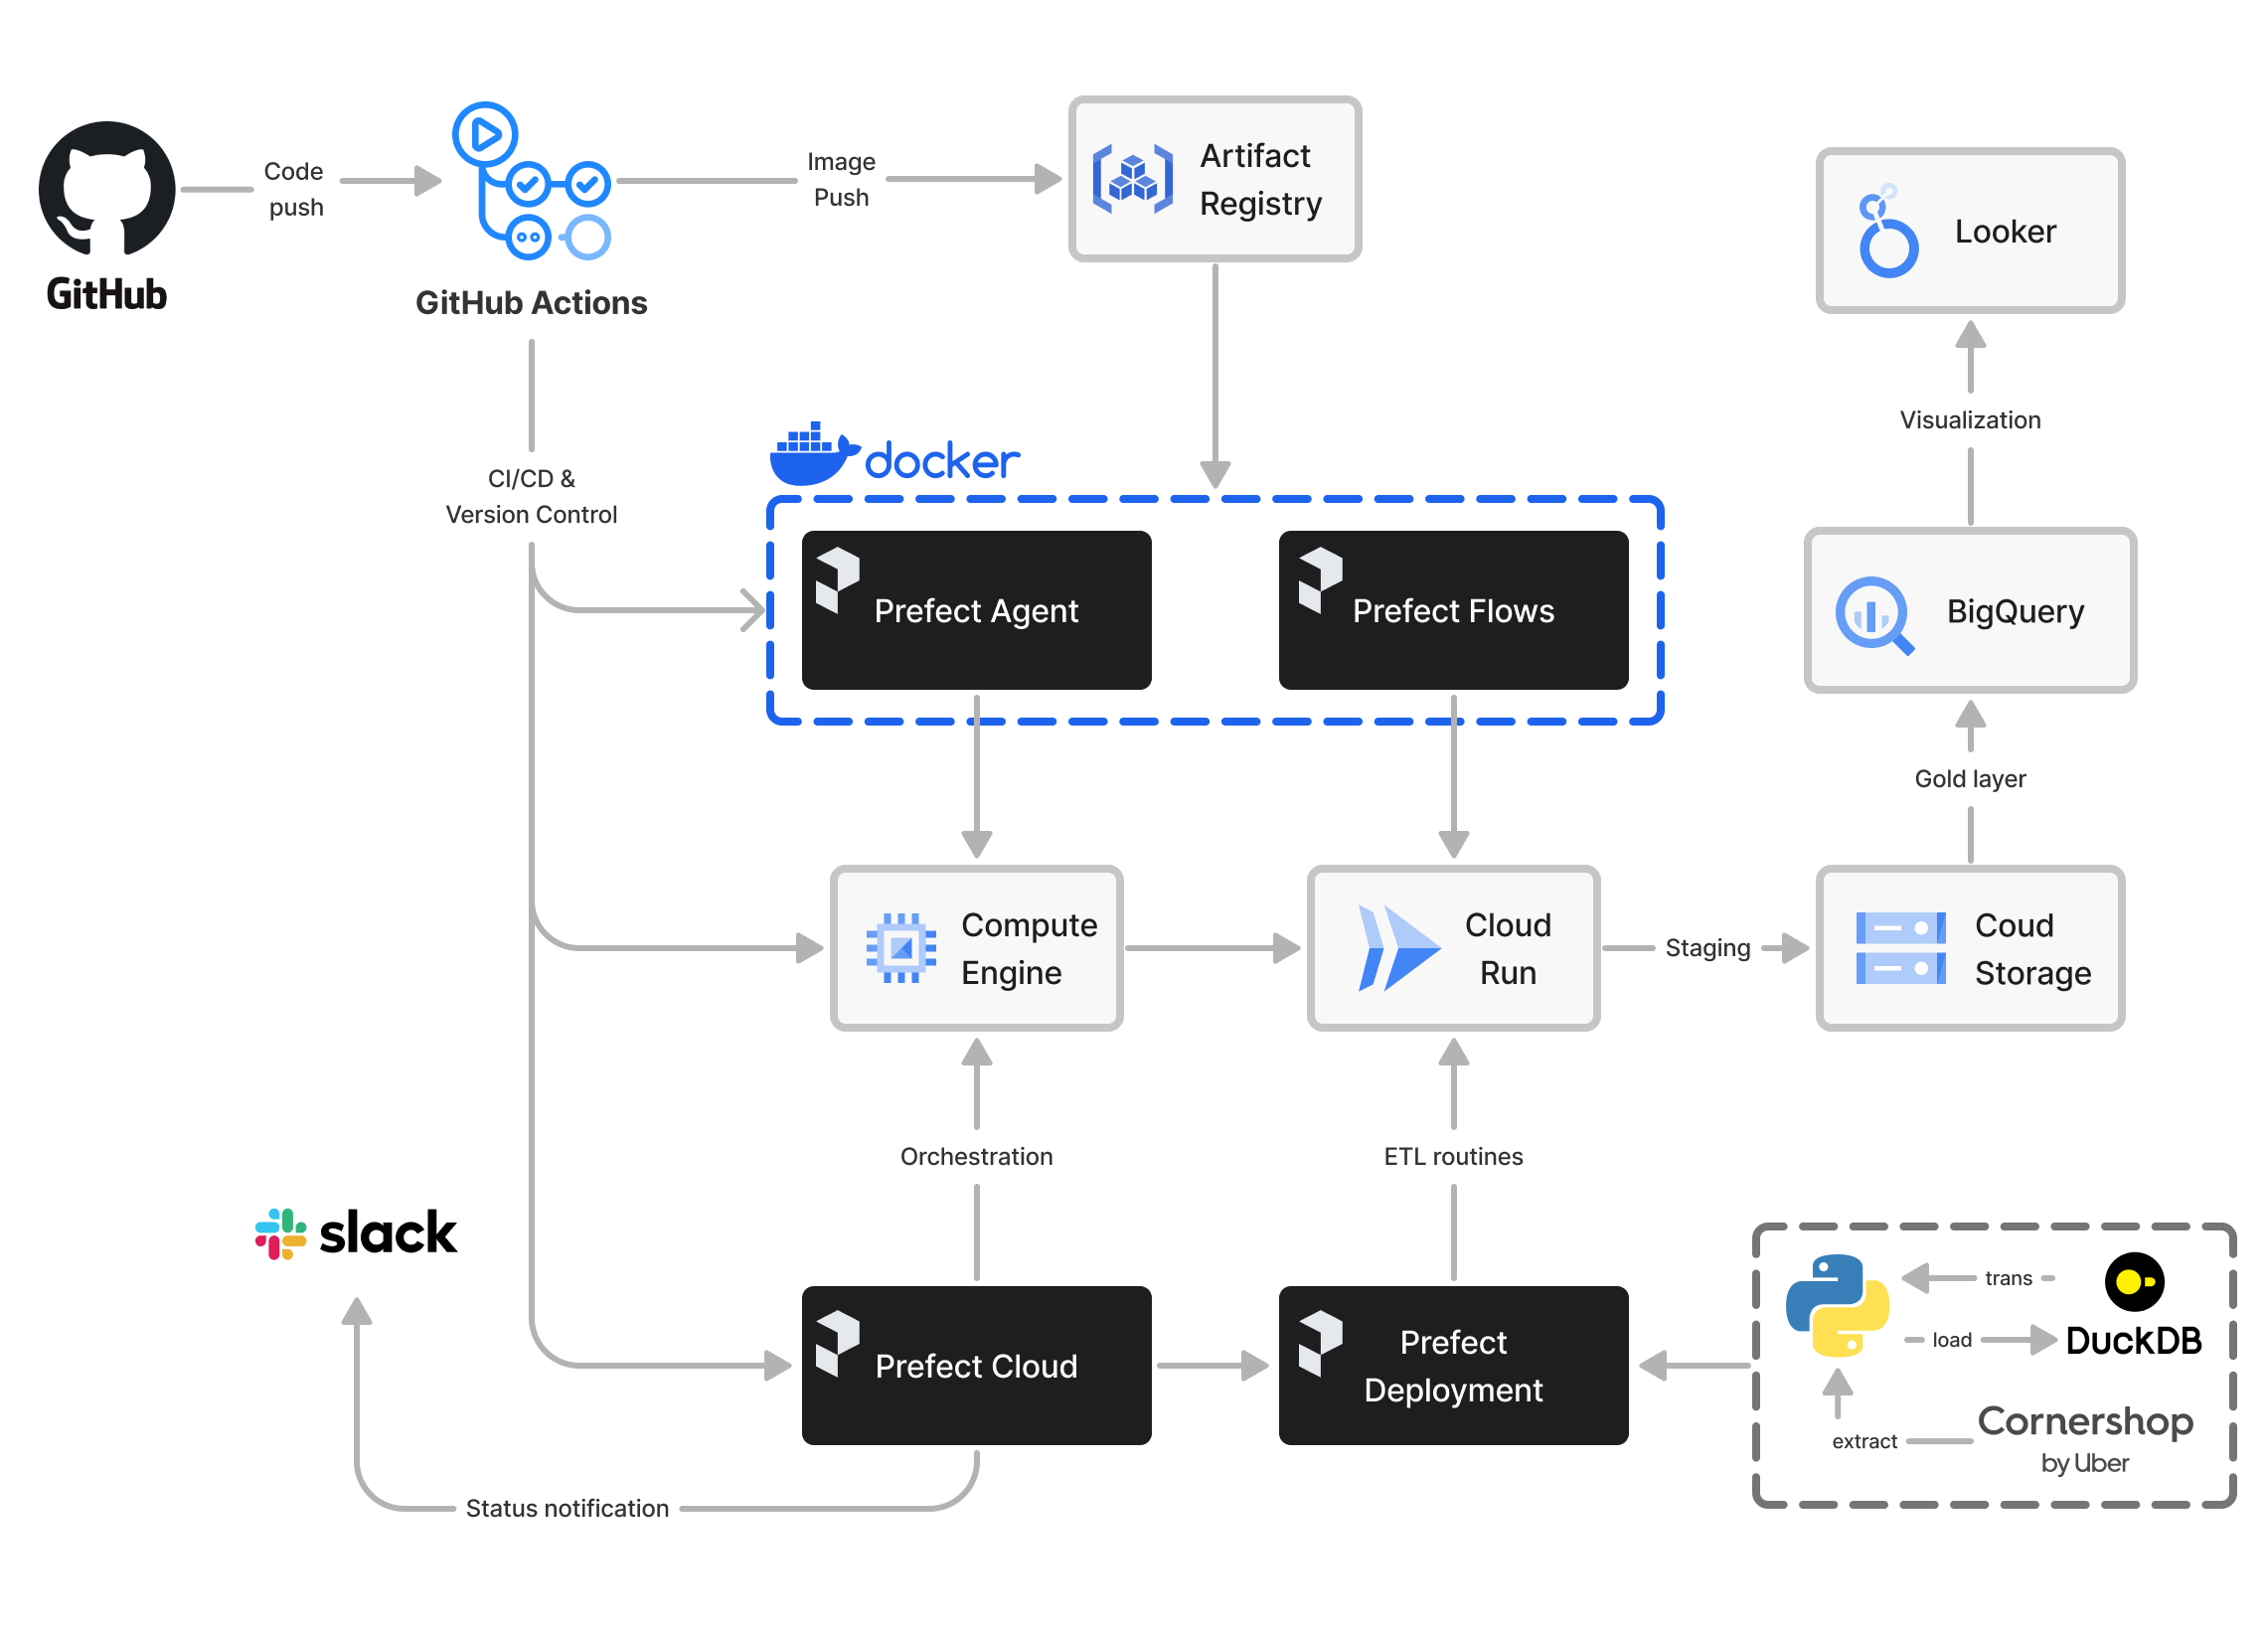 GitHub
Code
push
GitHub Actions
Image
Push
Artifact
Registry
Looker
Visualization
CI/CD &
Version Control
docker
Prefect Agent
Prefect Flows
BigQuery
Gold layer
Compute
Engine
Cloud
Run
Staging
Coud
Storage
Orchestration
ETL routines
slack
Prefect Cloud
Prefect
Deployment
trans
load
DuckDB
extract
Cornershop
by Uber
Status notification